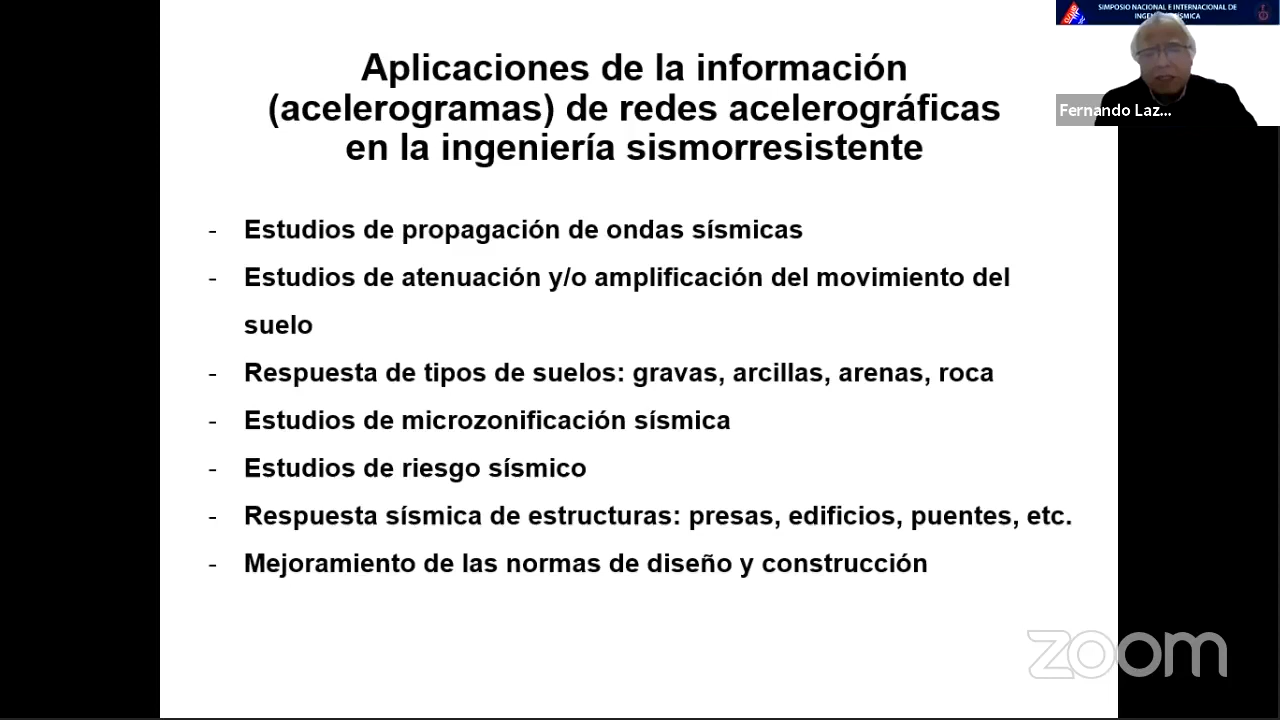 SIMPOSIO NACIONAL E INTERNACIONAL DE
Fernando Laz...
Aplicaciones de la información
(acelerogramas) de redes acelerográficas
en la ingeniería sismorresistente
- Estudios de propagación de ondas sísmicas
- Estudios de atenuación y/o amplificación del movimiento del
suelo
- Respuesta de tipos de suelos: gravas, arcillas, arenas, roca
- Estudios de microzonificación sísmica
- Estudios de riesgo sísmico
- Respuesta sísmica de estructuras: presas, edificios, puentes, etc.
- Mejoramiento de las normas de diseño y construcción
zoom